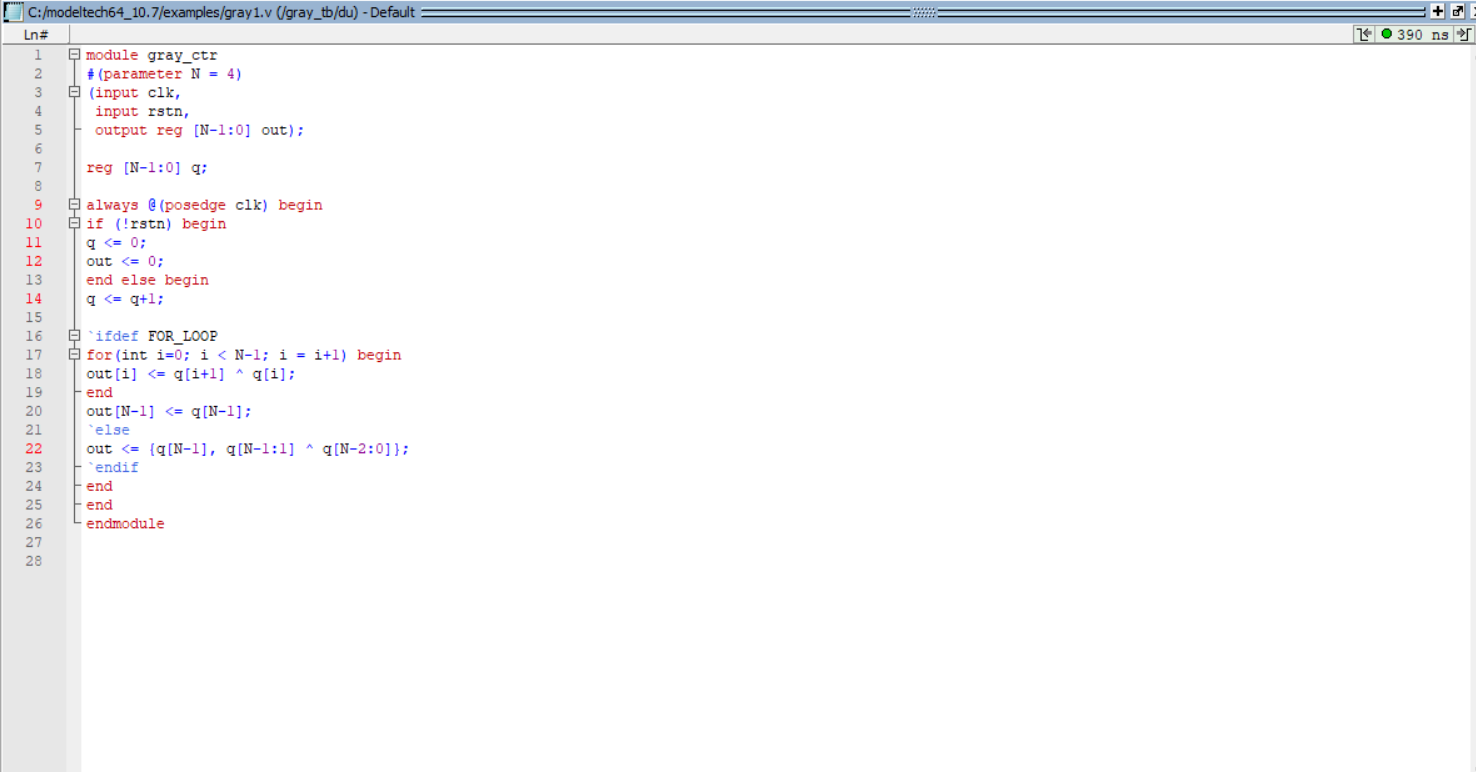 C:/modeltech64_10.7/examples/gray1.v (/gray_tb/du) - Default
Ln#
390 ns
1 module gray_ctr
2 #(parameter N = 4)
3 (input clk,
4 input rstn,
5 output reg [N-1:0] out);
6
7 reg [N-1:0] q;
8
9 always @(posedge clk) begin
10 if (!rstn) begin
11 q <= 0;
12 out <= 0;
13 end else begin
14 q <= q+1;
15
16 `ifdef FOR_LOOP
17 for(int i=0; i < N-1; i = i+1) begin
18 out[i] <= q[i+1] ^ q[i];
19 end
20 out[N-1] <= q[N-1];
21 `else
22 out <= {q[N-1], q[N-1:1] ^ q[N-2:0]};
23 `endif
24 end
25 end
26 endmodule
27
28